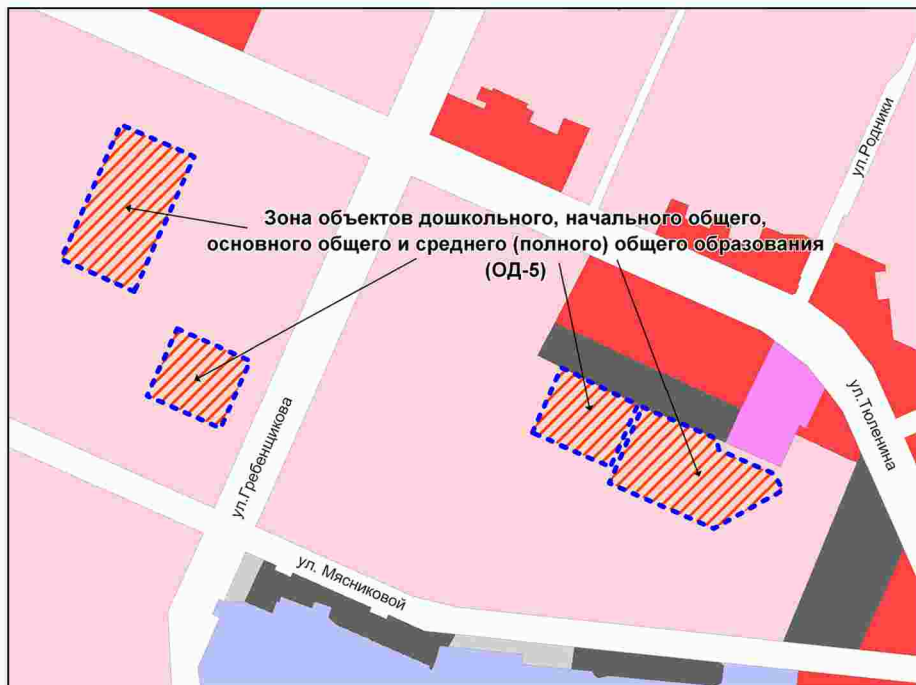 ул.Родники
Зона объектов дошкольного, начального общего,
основного общего и среднего (полного) общего образования
(ОД-5)
ул.Тюленина
ул.Гребенщикова
ул. Мясниковой